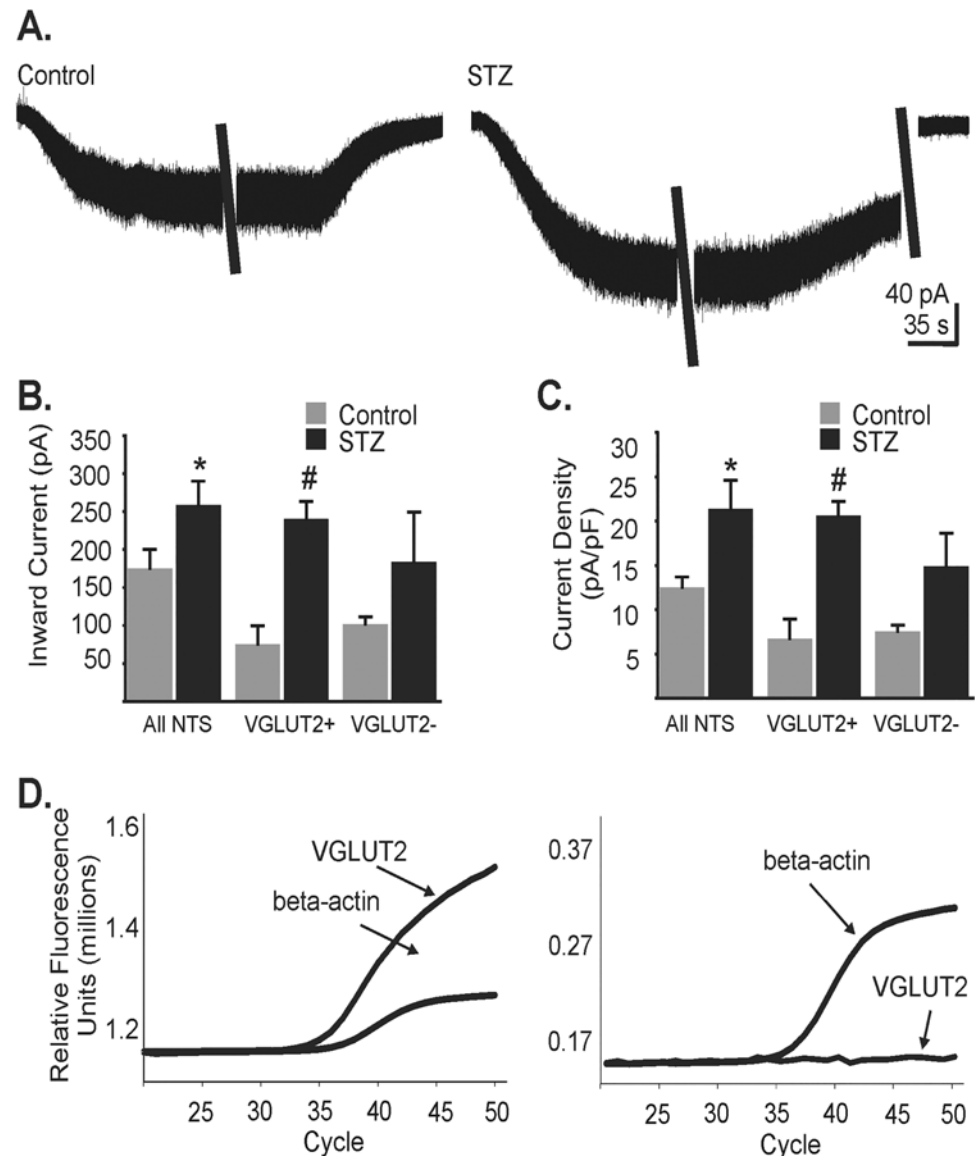 A.
Control
STZ
40 pA
35 s
B.
Control
STZ
Inward Current (pA)
350
300
250
200
150
100
50
*
#
All NTS
VGLUT2+
VGLUT2-
C.
Control
STZ
Current Density
(pA/pF)
30
25
20
15
10
5
*
#
All NTS
VGLUT2+
VGLUT2-
D.
Relative Fluorescence
Units (millions)
1.6
1.4
1.2
VGLUT2
beta-actin
25 30 35 40 45 50
Cycle
0.37
0.27
0.17
beta-actin
VGLUT2
25 30 35 40 45 50
Cycle